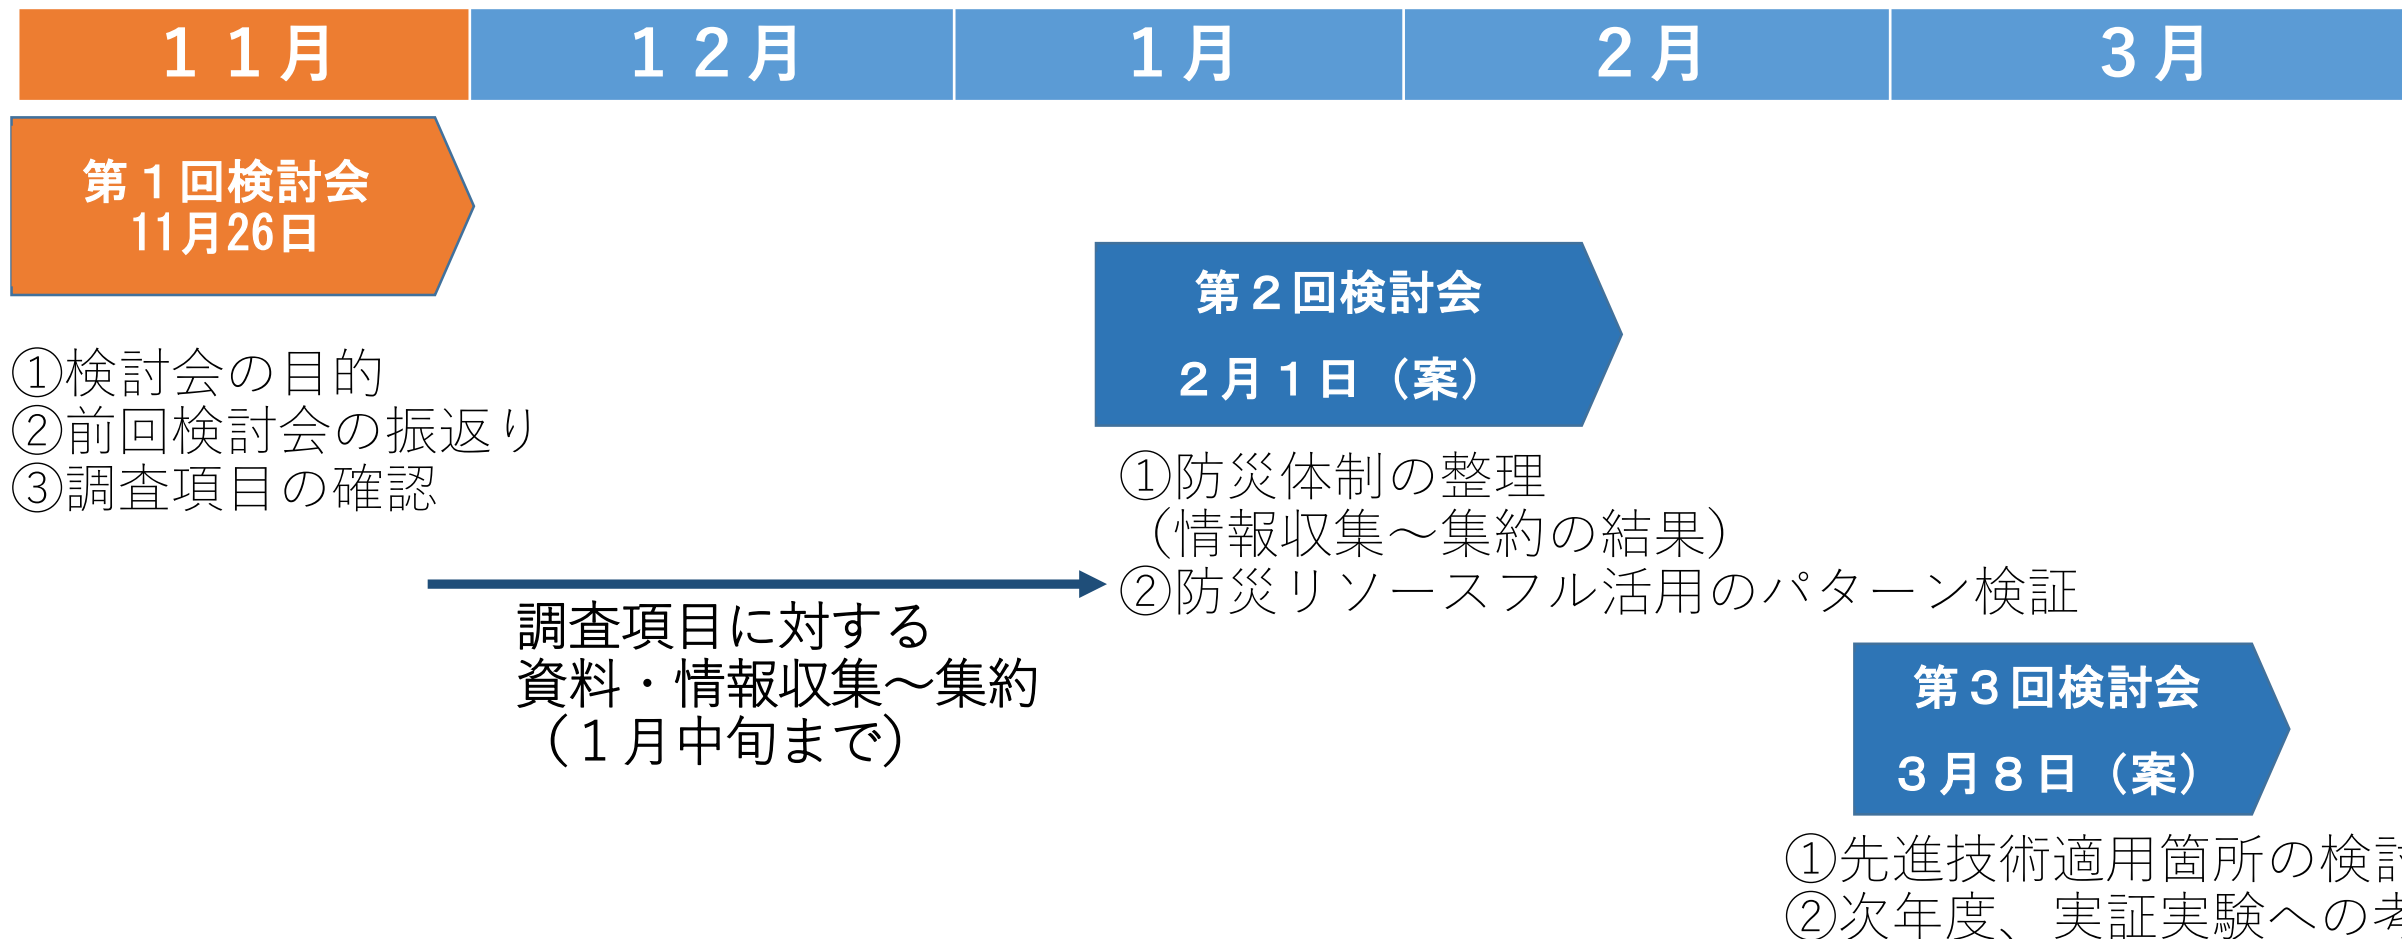 １１月
１２月
１月
２月
３月
第１回検討会
11月26日
①検討会の目的
②前回検討会の振返り
③調査項目の確認
調査項目に対する
資料・情報収集～集約
（１月中旬まで）
第２回検討会
２月１日（案）
①防災体制の整理
（情報収集～集約の結果）
②防災リソースフル活用のパターン検証
第３回検討会
３月８日（案）
①先進技術適用箇所の検
②次年度、実証実験への